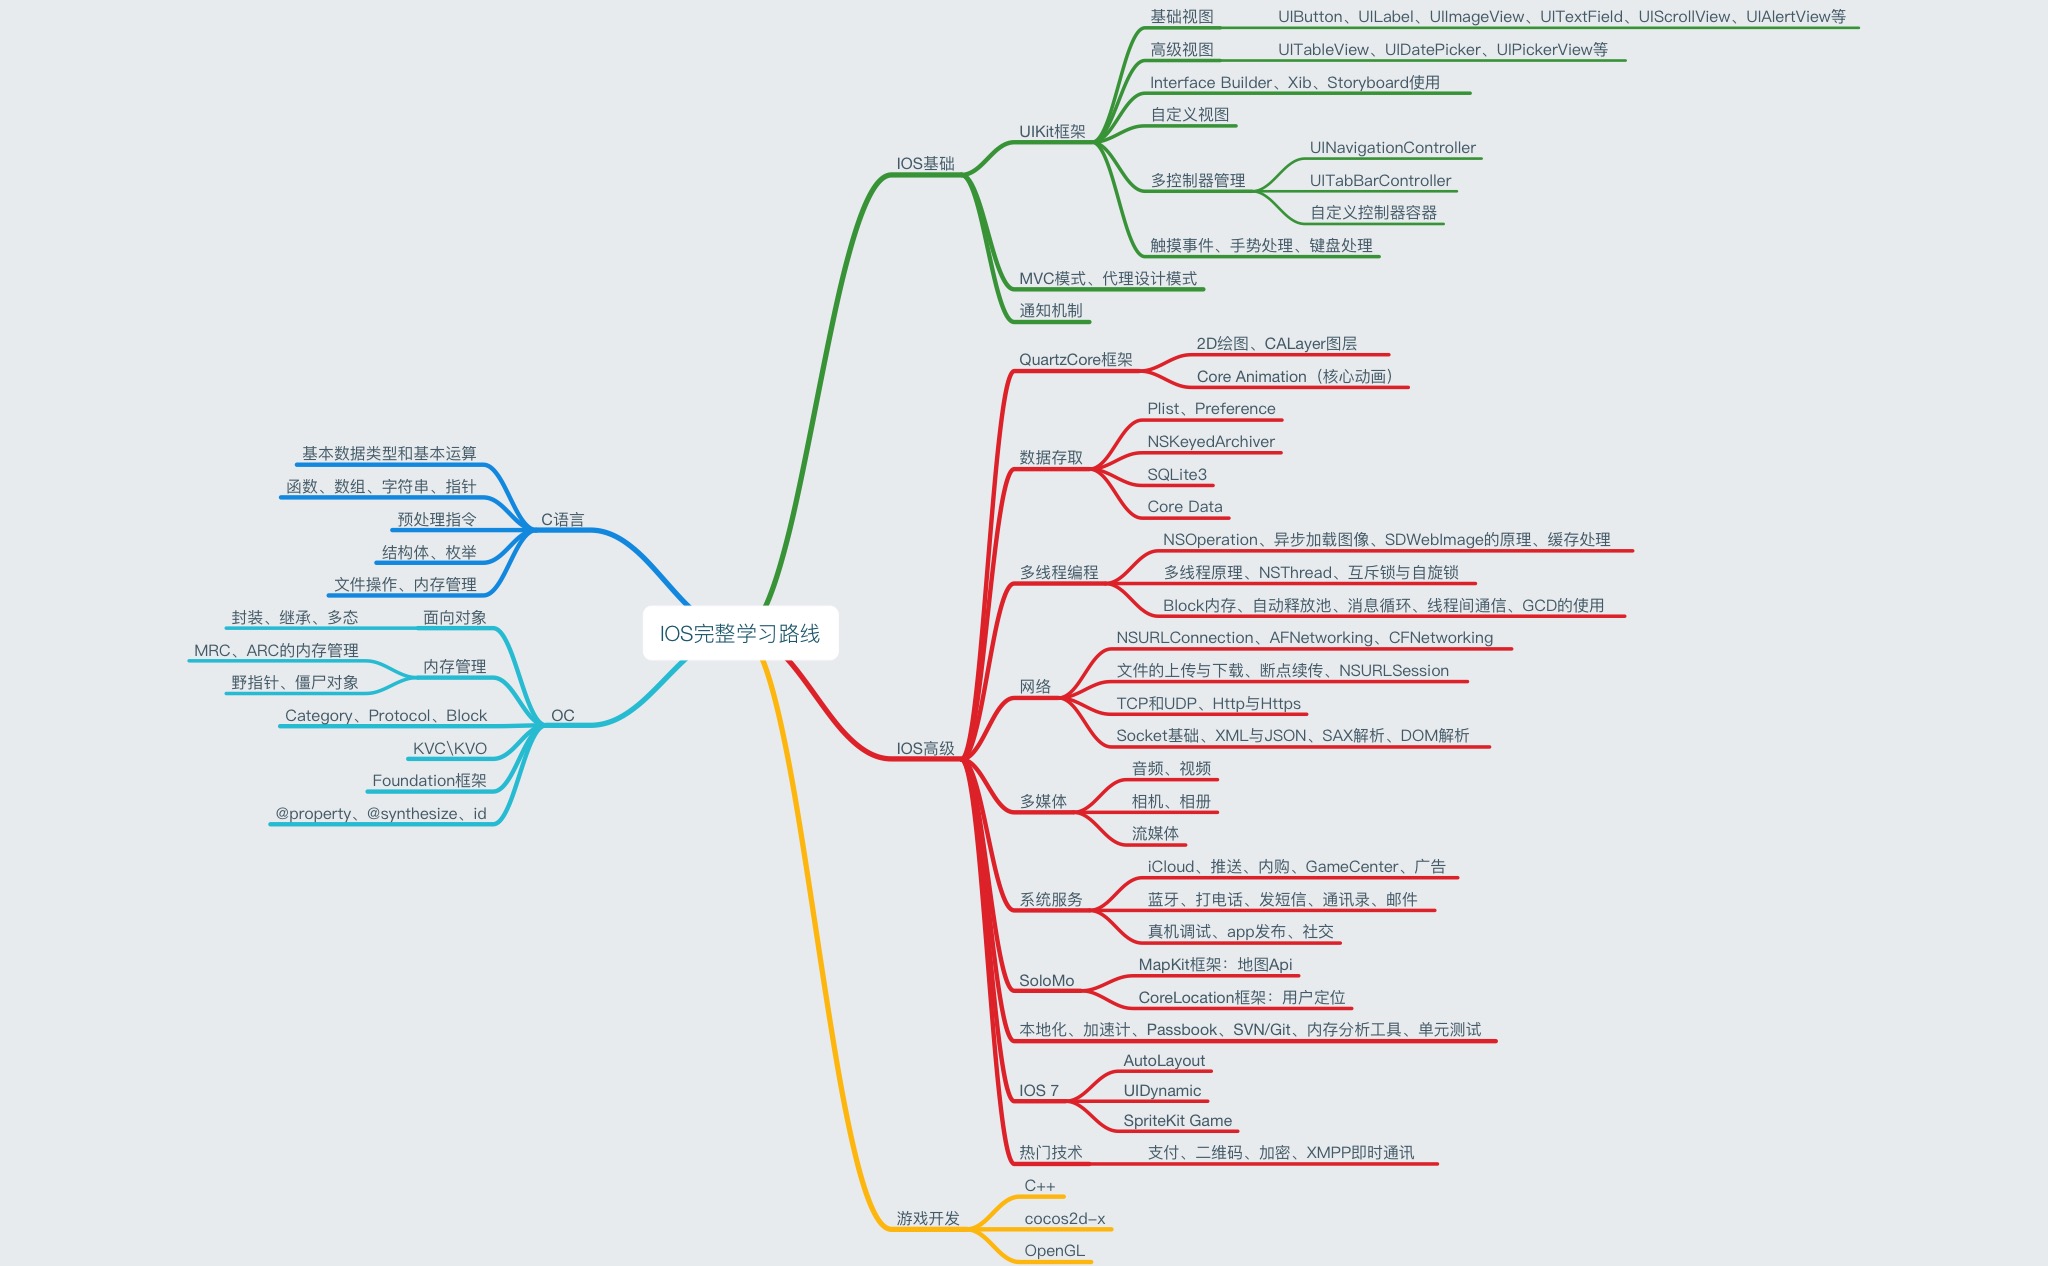 IOS完整学习路线
C语言
基本数据类型和基本运算
函数、数组、字符串、指针
预处理指令
结构体、枚举
文件操作、内存管理
OC
面向对象
封装、继承、多态
内存管理
MRC、ARC的内存管理
野指针、僵尸对象
Category、Protocol、Block
KVC\KVO
Foundation框架
@property、@synthesize、id
IOS基础
UIKit框架
基础视图
UIButton、UILabel、UIImageView、UITextField、UIScrollView、UIAlertView等
高级视图
UITableView、UIDatePicker、UIPickerView等
Interface Builder、Xib、Storyboard使用
自定义视图
多控制器管理
UINavigationController
UITabBarController
自定义控制器容器
触摸事件、手势处理、键盘处理
MVC模式、代理设计模式
通知机制
IOS高级
QuartzCore框架
2D绘图、CALayer图层
Core Animation（核心动画）
数据存取
Plist、Preference
NSKeyedArchiver
SQLite3
Core Data
多线程编程
NSOperation、异步加载图像、SDWebImage的原理、缓存处理
多线程原理、NSThread、互斥锁与自旋锁
Block内存、自动释放池、消息循环、线程间通信、GCD的使用
网络
NSURLConnection、AFNetworking、CFNetworking
文件的上传与下载、断点续传、NSURLSession
TCP和UDP、Http与Https
Socket基础、XML与JSON、SAX解析、DOM解析
多媒体
音频、视频
相机、相册
流媒体
系统服务
iCloud、推送、内购、GameCenter、广告
蓝牙、打电话、发短信、通讯录、邮件
真机调试、app发布、社交
SoloMo
MapKit框架：地图Api
CoreLocation框架：用户定位
本地化、加速计、Passbook、SVN/Git、内存分析工具、单元测试
IOS 7
AutoLayout
UIDynamic
SpriteKit Game
热门技术
支付、二维码、加密、XMPP即时通讯
游戏开发
C++
cocos2d-x
OpenGL